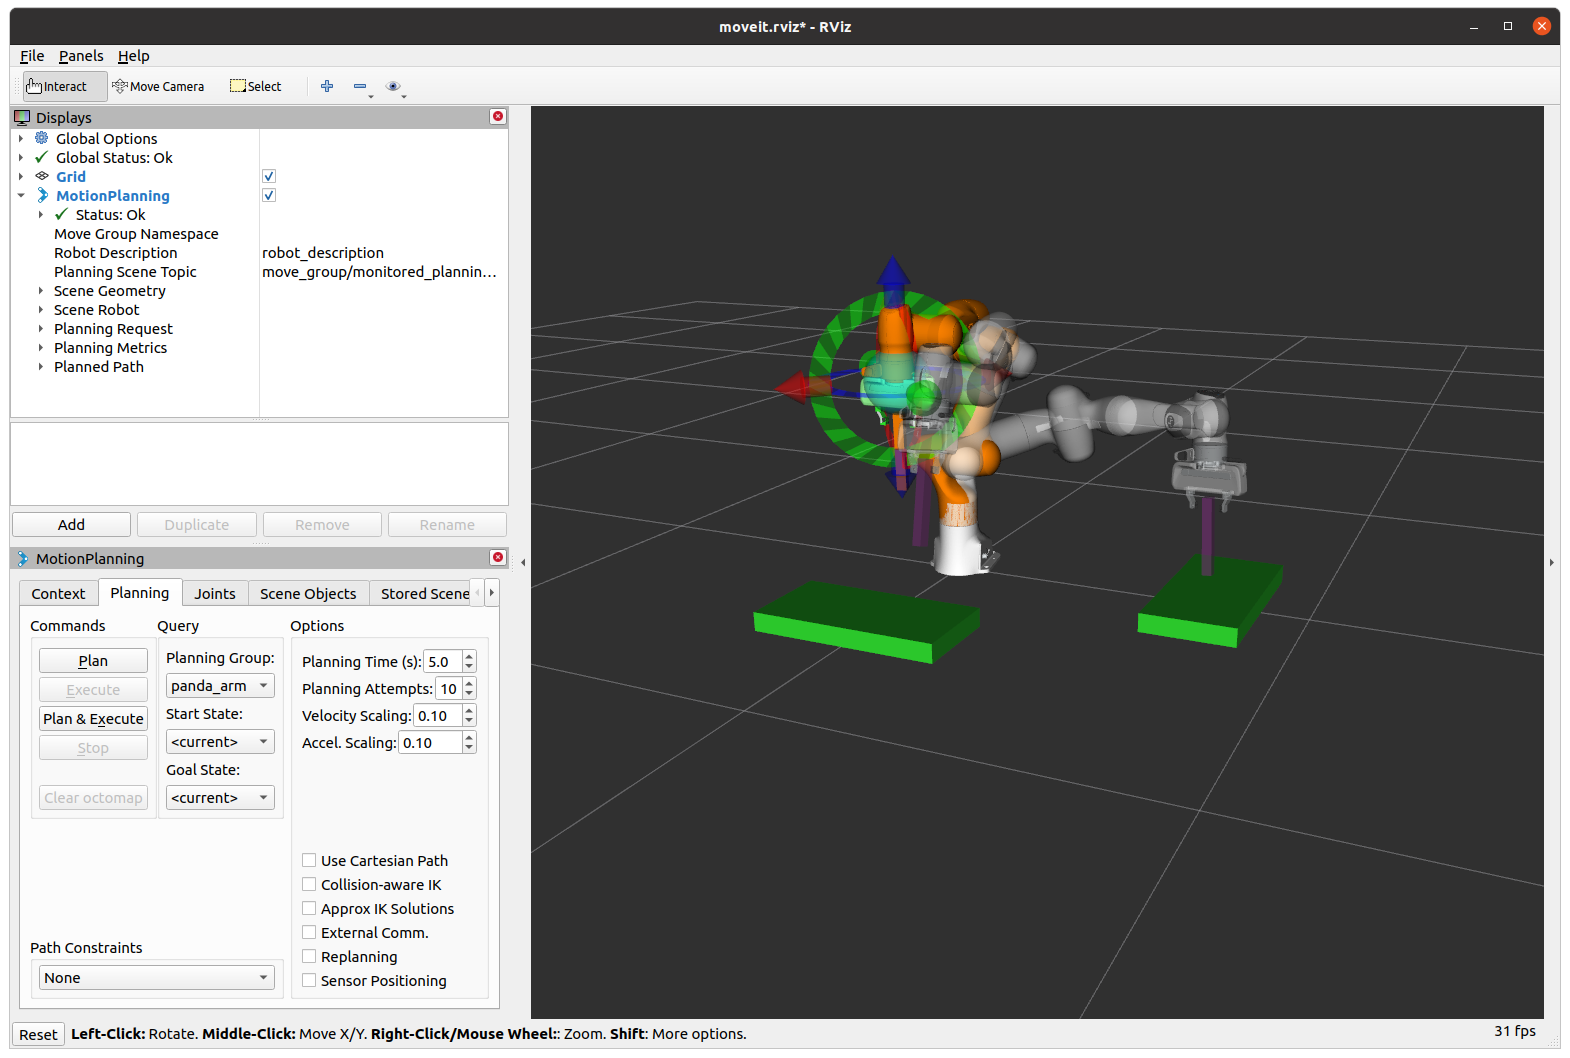 moveit.rviz* - RViz
File Panels Help
Interact Move Camera Select
Displays
Global Options
Global Status: Ok
Grid
MotionPlanning
Status: Ok
Move Group Namespace
Robot Description robot_description
Planning Scene Topic move_group/monitored_plannin...
Scene Geometry
Scene Robot
Planning Request
Planning Metrics
Planned Path
Add Duplicate Remove Rename
MotionPlanning
Context Planning Joints Scene Objects Stored Scene
Commands Query Options
Plan
Execute
Plan & Execute
Stop
Clear octomap
Planning Group:
panda_arm
Start State:
<current>
Goal State:
<current>
Planning Time (s): 5.0
Planning Attempts: 10
Velocity Scaling: 0.10
Accel. Scaling: 0.10
Use Cartesian Path
Collision-aware IK
Approx IK Solutions
External Comm.
Replanning
Sensor Positioning
Path Constraints
None
Reset Left-Click: Rotate. Middle-Click: Move X/Y. Right-Click/Mouse Wheel:: Zoom. Shift: More options. 31 fps